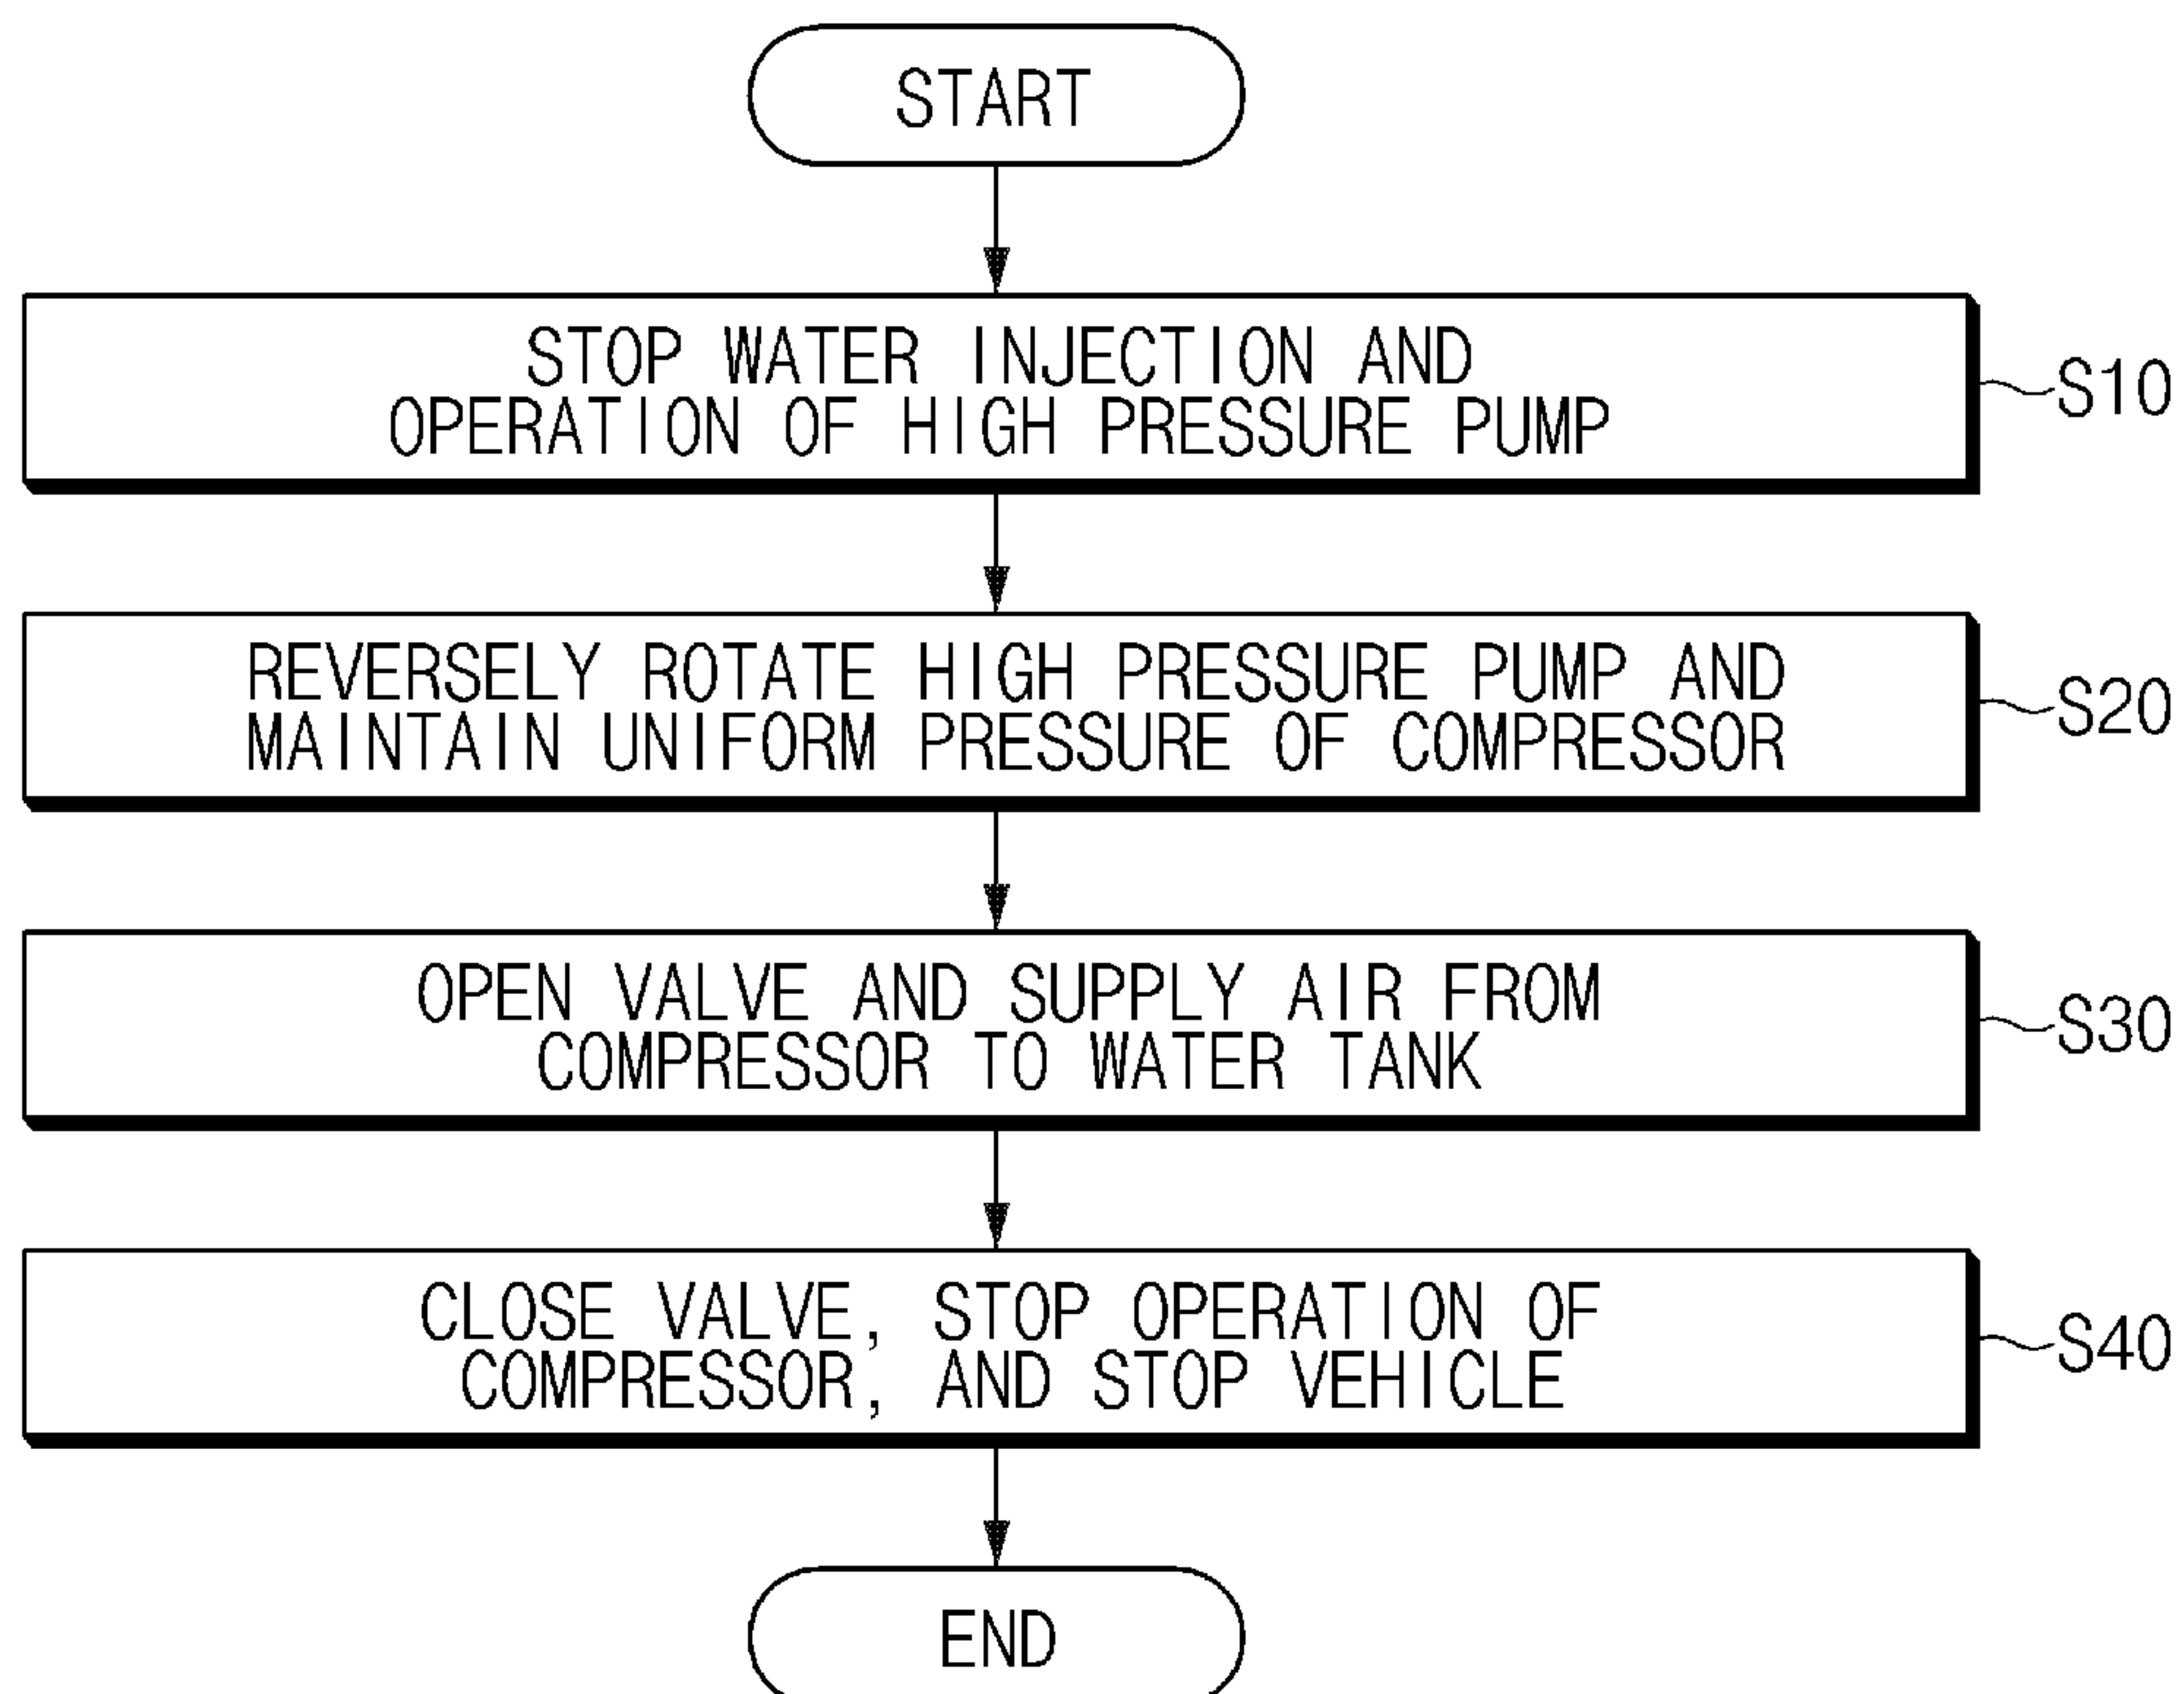 START
STOP WATER INJECTION AND
OPERATION OF HIGH PRESSURE PUMP
S10
REVERSELY ROTATE HIGH PRESSURE PUMP AND
MAINTAIN UNIFORM PRESSURE OF COMPRESSOR
S20
OPEN VALVE AND SUPPLY AIR FROM
COMPRESSOR TO WATER TANK
S30
CLOSE VALVE, STOP OPERATION OF
COMPRESSOR, AND STOP VEHICLE
S40
END